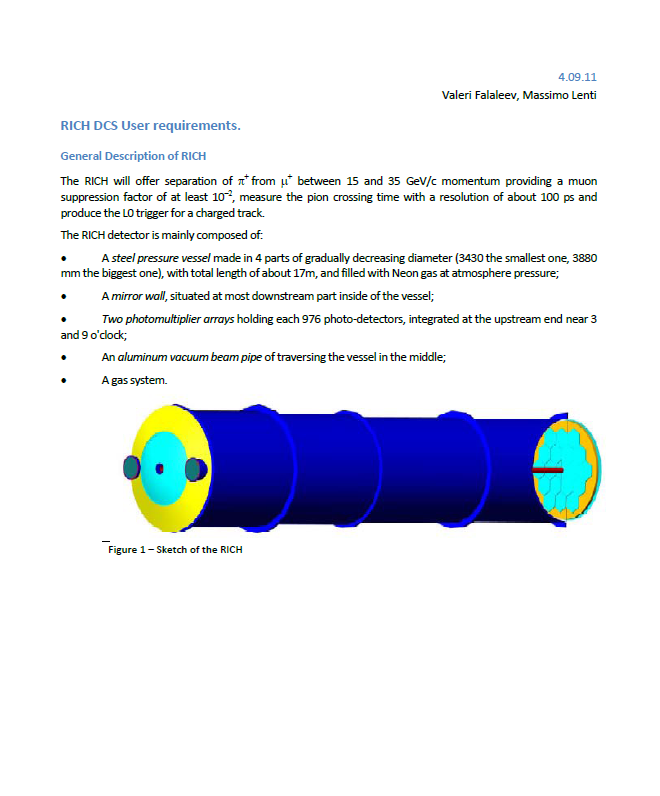 4.09.11
Valeri Falaleev, Massimo Lenti
RICH DCS User requirements.
General Description of RICH
The RICH will offer separation of π⁺ from μ⁺ between 15 and 35 GeV/c momentum providing a muon
suppression factor of at least 10⁻², measure the pion crossing time with a resolution of about 100 ps and
produce the L0 trigger for a charged track.
The RICH detector is mainly composed of:
• A steel pressure vessel made in 4 parts of gradually decreasing diameter (3430 the smallest one, 3880
mm the biggest one), with total length of about 17m, and filled with Neon gas at atmosphere pressure;
• A mirror wall, situated at most downstream part inside of the vessel;
• Two photomultiplier arrays holding each 976 photo-detectors, integrated at the upstream end near 3
and 9 o'clock;
• An aluminum vacuum beam pipe of traversing the vessel in the middle;
• A gas system.
Figure 1 – Sketch of the RICH